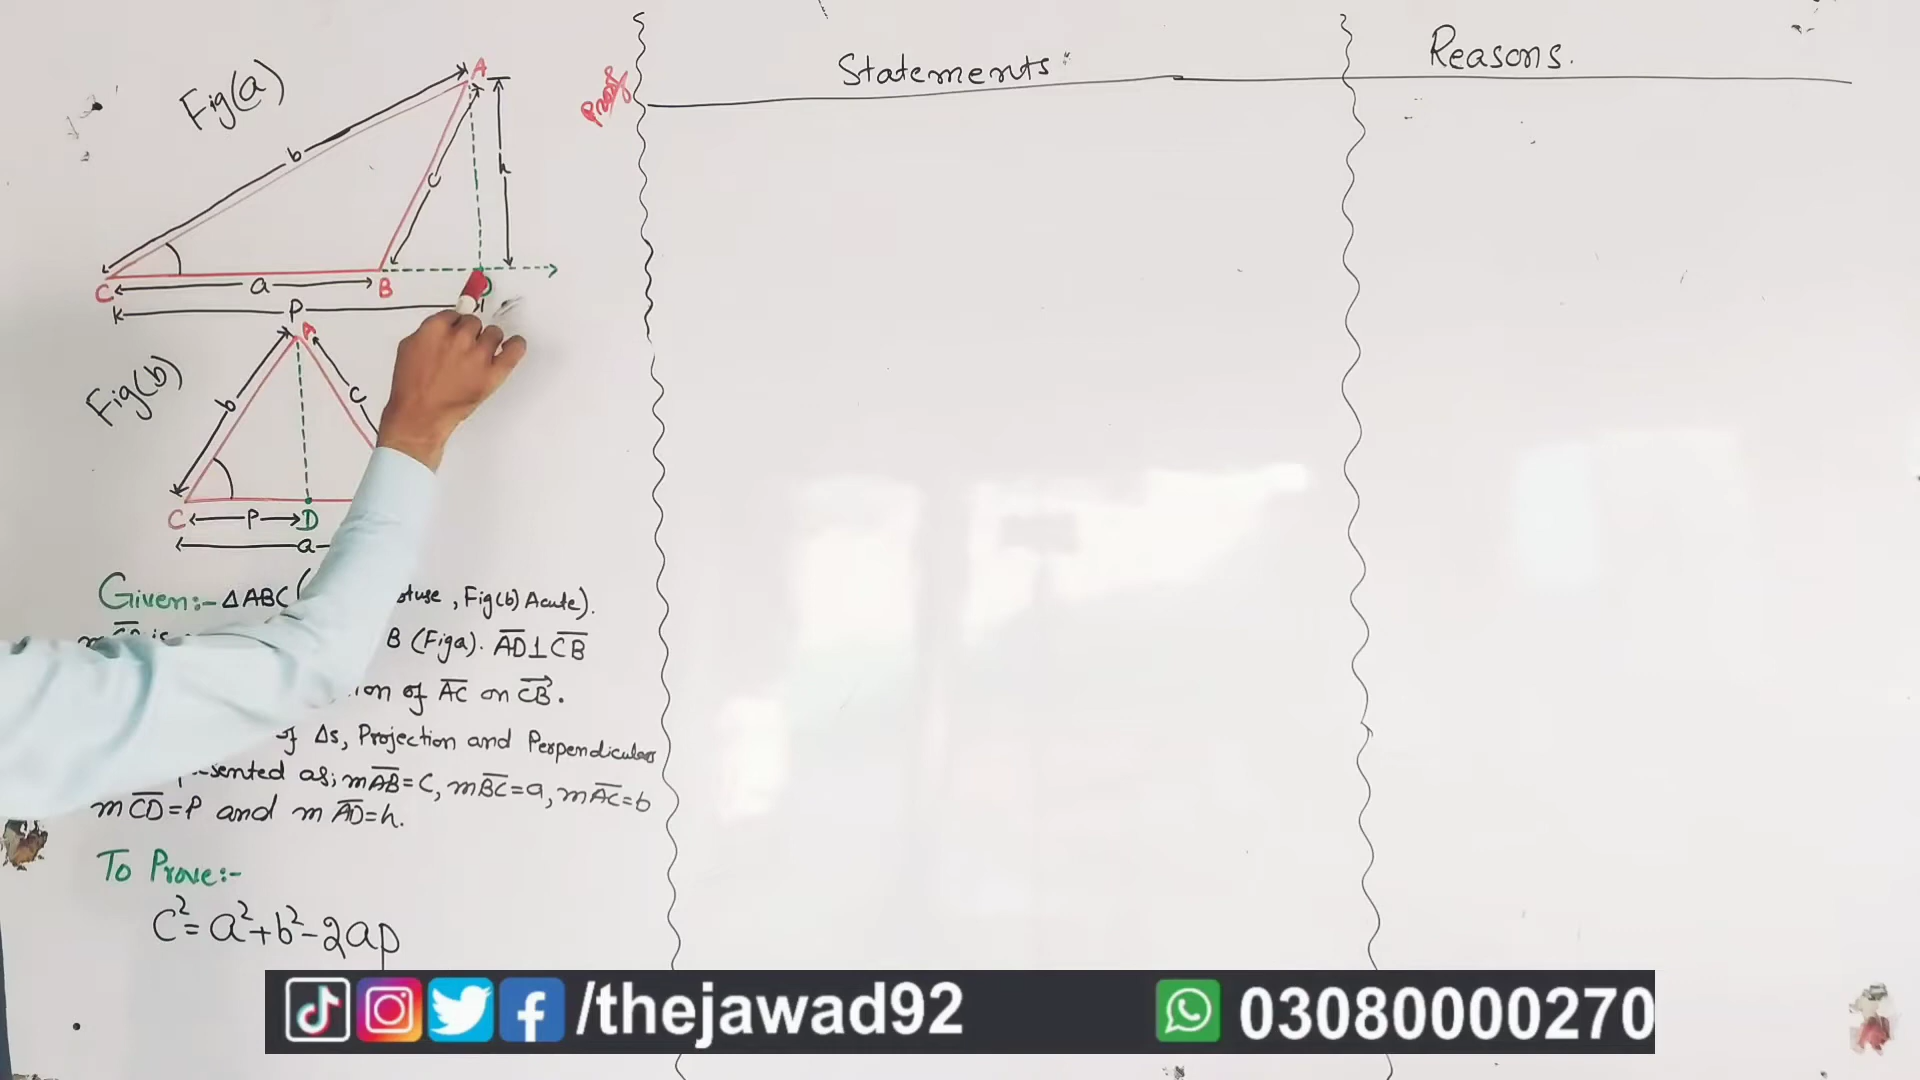 Fig(a)
A
b
c
h
C
a
B
P
Fig(b)
A
b
c
C
P
D
a
Given:- ΔABC(
otuse, Fig(b) Acute).
B (Figa). AD⊥CB
ion of AC on CB.
of Δs, Projection and Perpendiculars
sented as; mAB=C, mBC=a, mAC=b
mCD=P and mAD=h.
To Prove:-
C²=a²+b²-2ap
Proof
Statements:
Reasons.
/thejawad92
03080000270